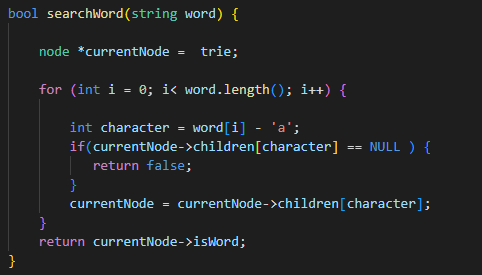 bool searchWord(string word) {
node *currentNode =  trie;
for (int i = 0; i< word.length(); i++) {
int character = word[i] - 'a';
if(currentNode->children[character] == NULL ) {
return false;
}
currentNode = currentNode->children[character];
}
return currentNode->isWord;
}